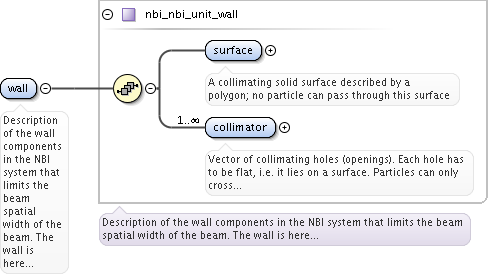 nbi_nbi_unit_wall
surface
A collimating solid surface described by a
polygon; no particle can pass through this surface
wall
Description
of the wall
components
in the NBI
system that
limits the
beam
spatial
width of the
beam. The
wall is
here...
1..∞
collimator
Vector of collimating holes (openings). Each hole has
to be flat, i.e. it lies on a surface. Particles can only
cross...
Description of the wall components in the NBI system that limits the beam
spatial width of the beam. The wall is here...